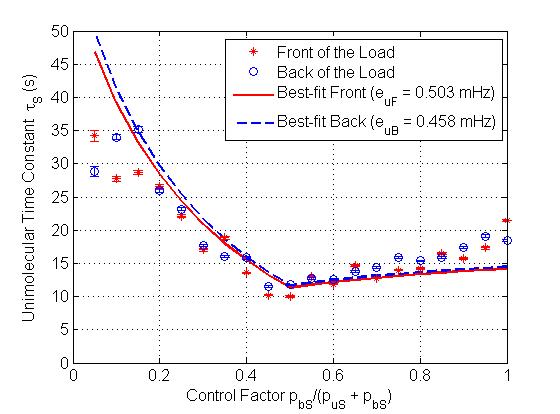 50
45
40
35
30
25
20
15
10
5
0
Unimolecular Time Constant τS (s)
Front of the Load
Back of the Load
Best-fit Front (euF = 0.503 mHz)
Best-fit Back (euB = 0.458 mHz)
0 0.2 0.4 0.6 0.8 1
Control Factor pbS/(puS + pbS)